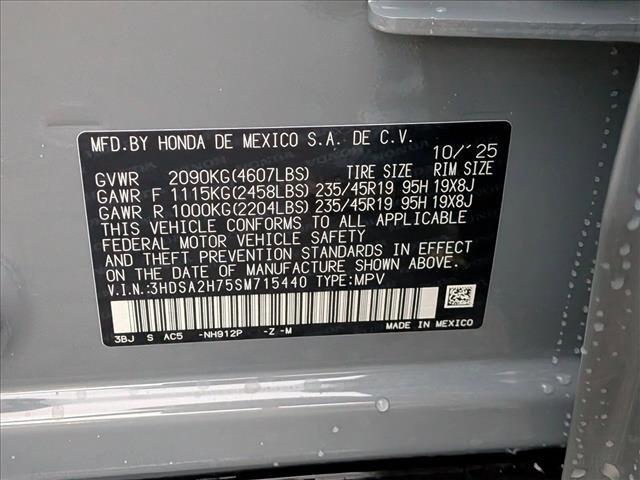 MFD.BY HONDA DE MEXICO S.A. DE C.V. 10/'25
GVWR 2090KG(4607LBS) TIRE SIZE RIM SIZE
GAWR F 1115KG(2458LBS) 235/45R19 95H 19X8J
GAWR R 1000KG(2204LBS) 235/45R19 95H 19X8J
THIS VEHICLE CONFORMS TO ALL APPLICABLE
FEDERAL MOTOR VEHICLE SAFETY
AND THEFT PREVENTION STANDARDS IN EFFECT
ON THE DATE OF MANUFACTURE SHOWN ABOVE.
V.I.N.:3HDSA2H75SM715440 TYPE:MPV
3BJ S AC5 -NH912P -Z -M MADE IN MEXICO